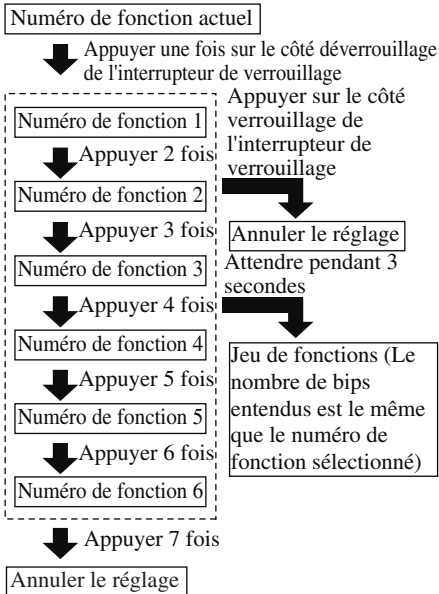 Numéro de fonction actuel
Appuyer une fois sur le côté déverrouillage
de l'interrupteur de verrouillage
Numéro de fonction 1
Appuyer 2 fois
Numéro de fonction 2
Appuyer 3 fois
Numéro de fonction 3
Appuyer 4 fois
Numéro de fonction 4
Appuyer 5 fois
Numéro de fonction 5
Appuyer 6 fois
Numéro de fonction 6
Appuyer 7 fois
Annuler le réglage
Appuyer sur le côté
verrouillage de
l'interrupteur de
verrouillage
Annuler le réglage
Attendre pendant 3
secondes
Jeu de fonctions (Le
nombre de bips
entendus est le même
que le numéro de
fonction sélectionné)